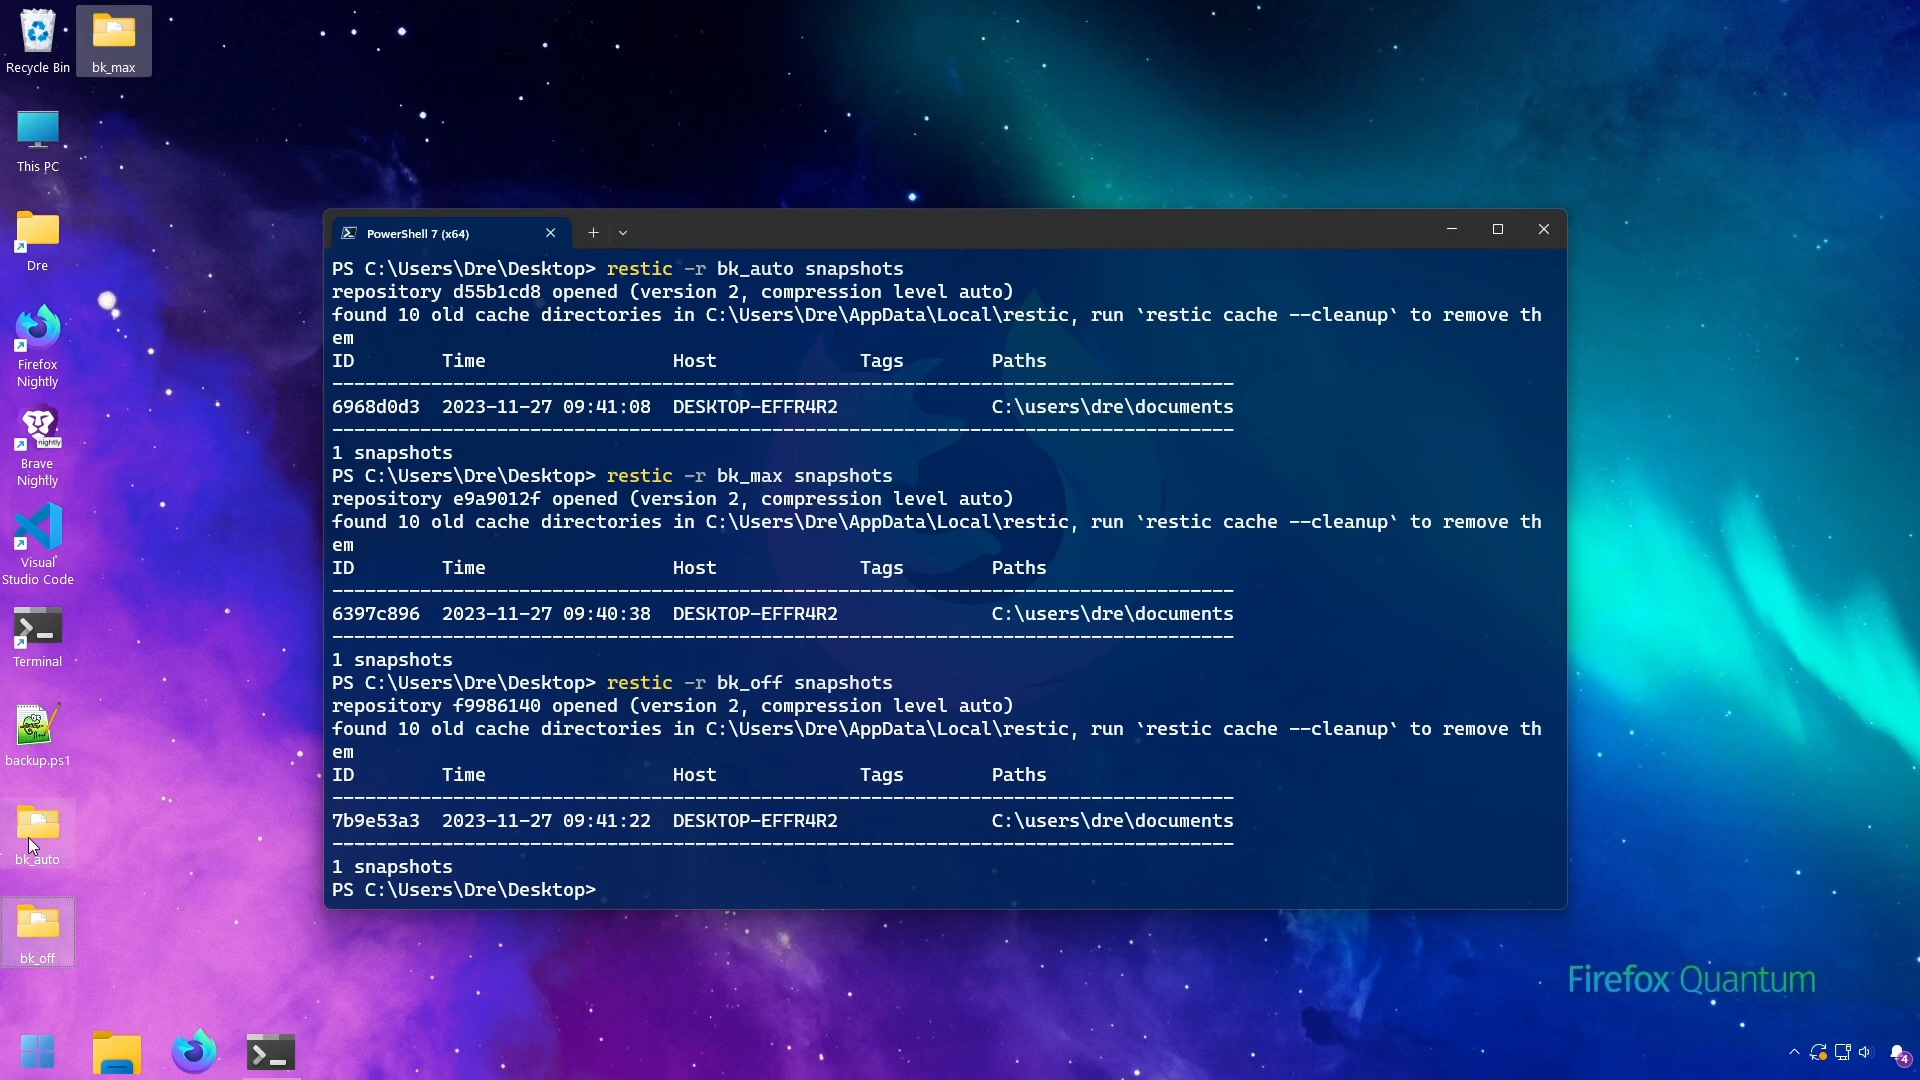 Recycle Bin
bk_max
This PC
Dre
Firefox
Nightly
nightly
Brave
Nightly
Visual
Studio Code
Terminal
backup.ps1
bk_auto
bk_off
PowerShell 7 (x64)
PS C:\Users\Dre\Desktop> restic -r bk_auto snapshots
repository d55b1cd8 opened (version 2, compression level auto)
found 10 old cache directories in C:\Users\Dre\AppData\Local\restic, run `restic cache --cleanup` to remove th
em
ID Time Host Tags Paths
----------------------------------------------------------------------------------
6968d0d3 2023-11-27 09:41:08 DESKTOP-EFFR4R2 C:\users\dre\documents
----------------------------------------------------------------------------------
1 snapshots
PS C:\Users\Dre\Desktop> restic -r bk_max snapshots
repository e9a9012f opened (version 2, compression level auto)
found 10 old cache directories in C:\Users\Dre\AppData\Local\restic, run `restic cache --cleanup` to remove th
em
ID Time Host Tags Paths
----------------------------------------------------------------------------------
6397c896 2023-11-27 09:40:38 DESKTOP-EFFR4R2 C:\users\dre\documents
----------------------------------------------------------------------------------
1 snapshots
PS C:\Users\Dre\Desktop> restic -r bk_off snapshots
repository f9986140 opened (version 2, compression level auto)
found 10 old cache directories in C:\Users\Dre\AppData\Local\restic, run `restic cache --cleanup` to remove th
em
ID Time Host Tags Paths
----------------------------------------------------------------------------------
7b9e53a3 2023-11-27 09:41:22 DESKTOP-EFFR4R2 C:\users\dre\documents
----------------------------------------------------------------------------------
1 snapshots
PS C:\Users\Dre\Desktop>
Firefox Quantum
4